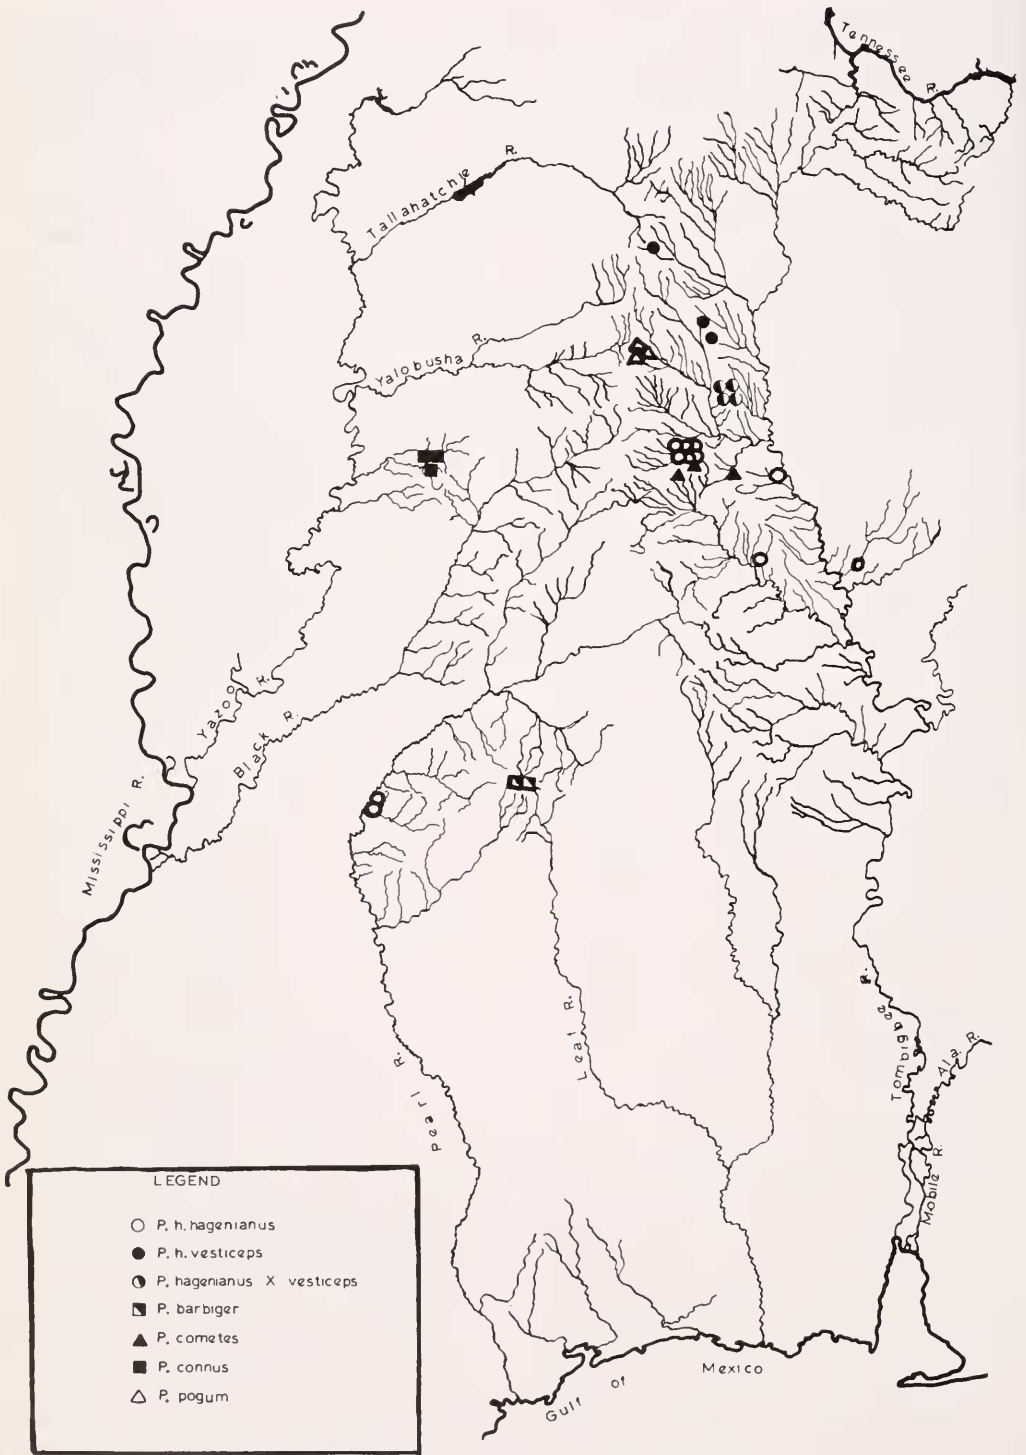 Tennessee R.
Tallahatchie R.
Yalobusha R.
Yazoo R.
Black R.
Mississippi R.
Pearl R.
Leaf R.
Tombigbee R.
Ala. R.
Mobile R.
Gulf of Mexico
LEGEND
P. h. hagenianus
P. h. vesticeps
P. hagenianus X vesticeps
P. barbiger
P. cometes
P. connus
P. pogum